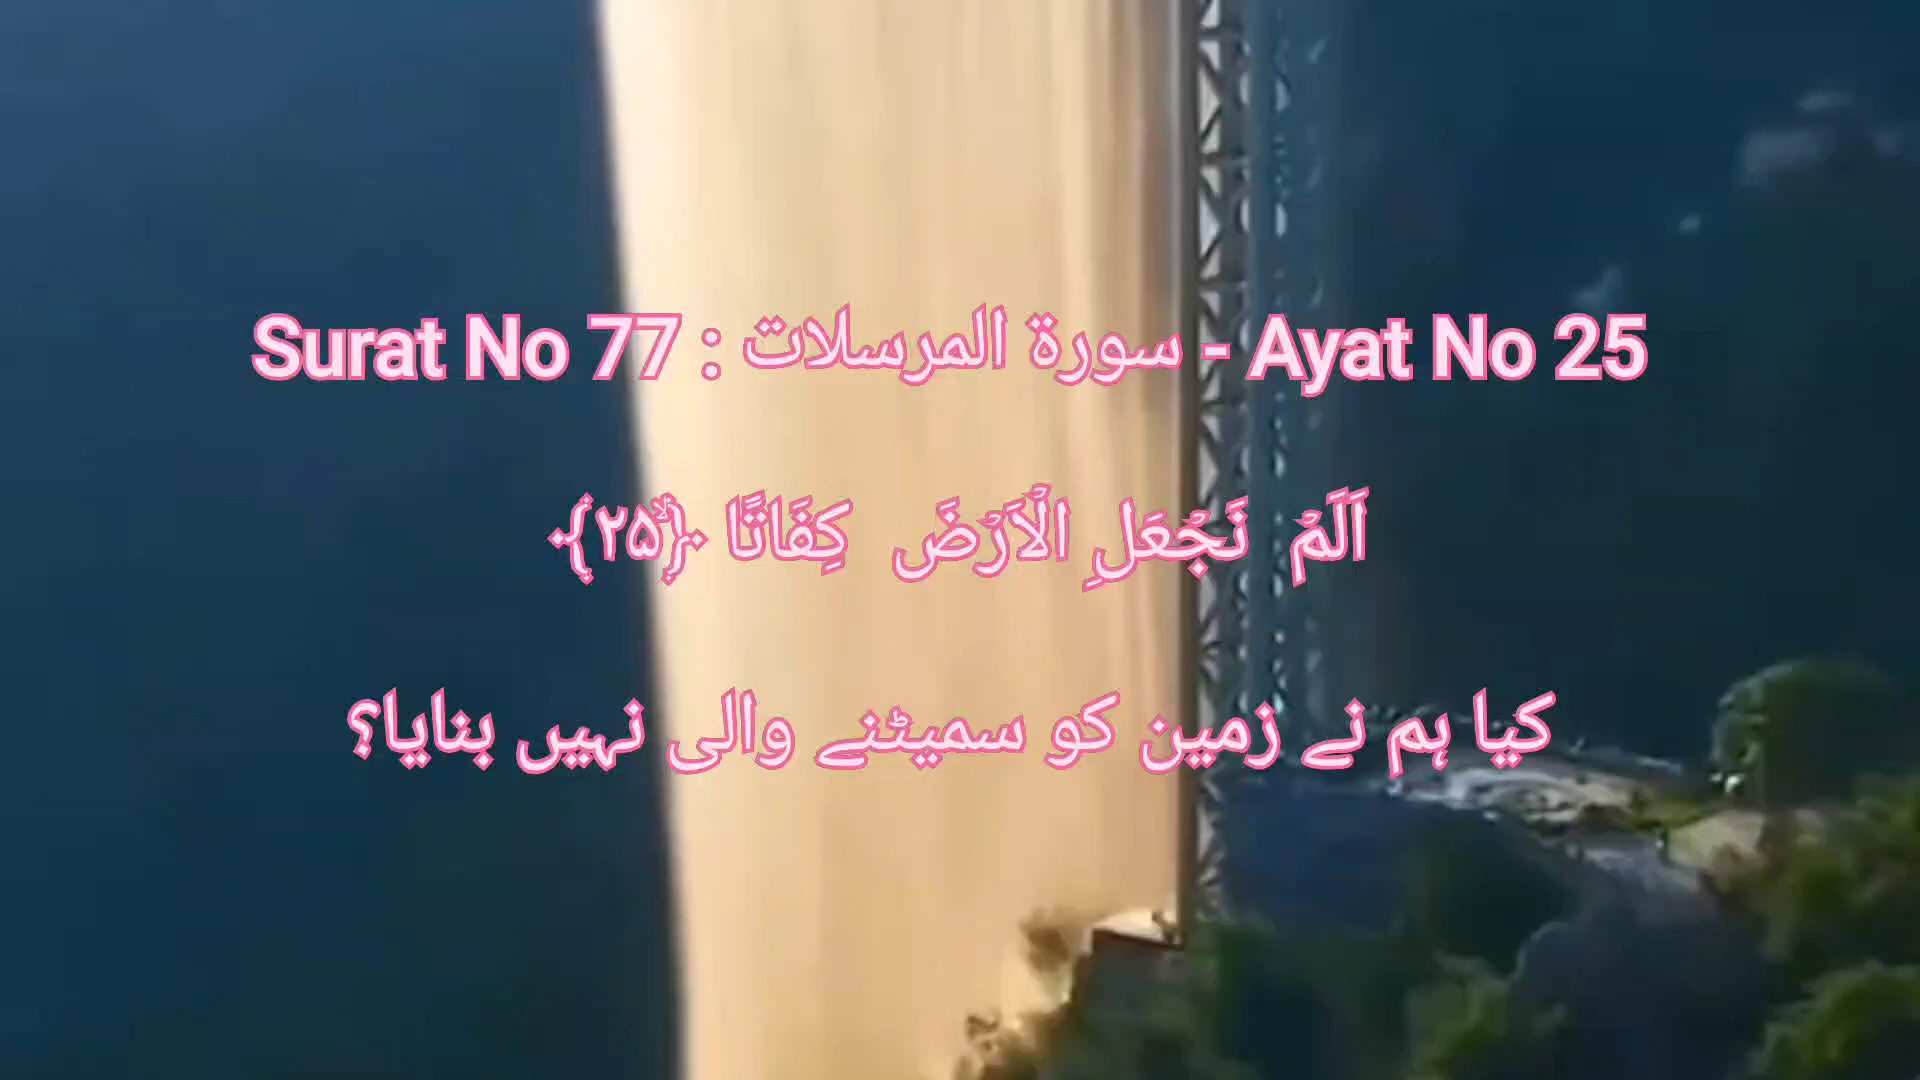 Surat No 77 : سورة المرسلات - Ayat No 25
اَلَمۡ نَجۡعَلِ الۡاَرۡضَ کِفَاتًا ﴿ۙ۲۵﴾
کیا ہم نے زمین کو سمیٹنے والی نہیں بنایا؟